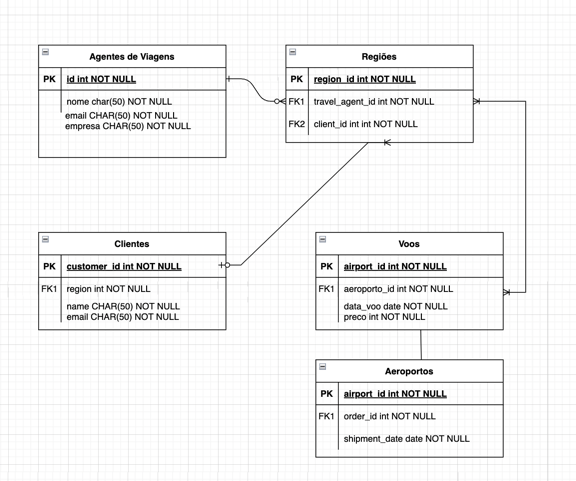 Agentes de Viagens
PK id int NOT NULL
nome char(50) NOT NULL
email CHAR(50) NOT NULL
empresa CHAR(50) NOT NULL
Regiões
PK region_id int NOT NULL
FK1 travel_agent_id int NOT NULL
FK2 client_id int int NOT NULL
Clientes
PK customer_id int NOT NULL
FK1 region int NOT NULL
name CHAR(50) NOT NULL
email CHAR(50) NOT NULL
Voos
PK airport_id int NOT NULL
FK1 aeroporto_id int NOT NULL
data_voo date NOT NULL
preco int NOT NULL
Aeroportos
PK airport_id int NOT NULL
FK1 order_id int NOT NULL
shipment_date date NOT NULL